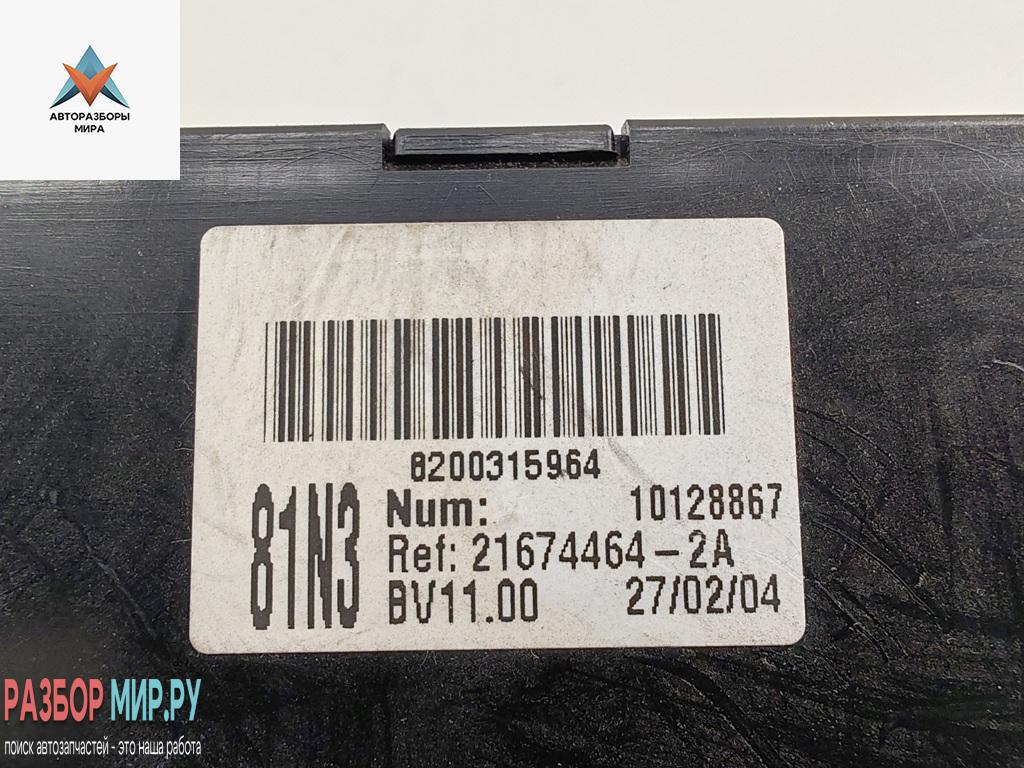 АВТОРАЗБОРЫ
МИРА
8200315964
81N3
Num: 10128867
Ref: 21674464-2A
BV11.00 27/02/04
РАЗБОР МИР.РУ
поиск автозапчастей - это наша работа